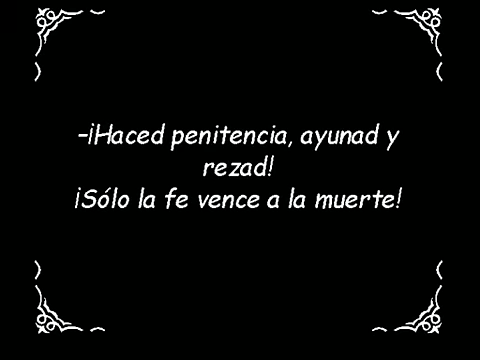 –¡Haced penitencia, ayunad y
rezad!
¡Sólo la fe vence a la muerte!